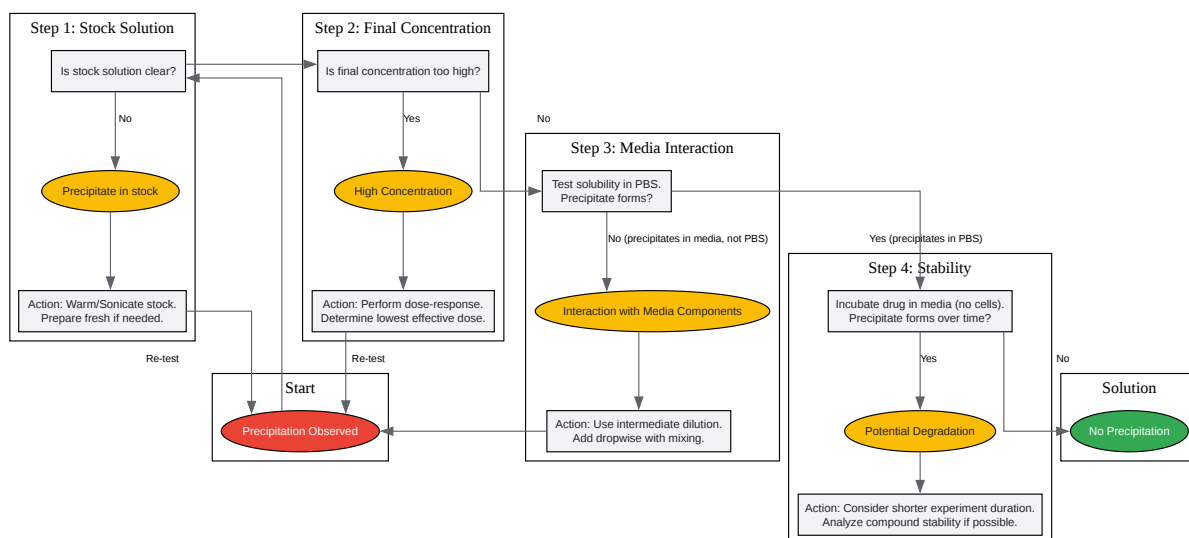 Step 1: Stock Solution
Is stock solution clear?
No
Precipitate in stock
Action: Warm/Sonicate stock.
Prepare fresh if needed.
Re-test
Step 2: Final Concentration
Is final concentration too high?
Yes
No
High Concentration
Action: Perform dose-response.
Determine lowest effective dose.
Re-test
Start
Precipitation Observed
Step 3: Media Interaction
Test solubility in PBS.
Precipitate forms?
No (precipitates in media, not PBS)
Yes (precipitates in PBS)
Interaction with Media Components
Action: Use intermediate dilution.
Add dropwise with mixing.
Step 4: Stability
Incubate drug in media (no cells).
Precipitate forms over time?
Yes
No
Potential Degradation
Action: Consider shorter experiment duration.
Analyze compound stability if possible.
Solution
No Precipitation